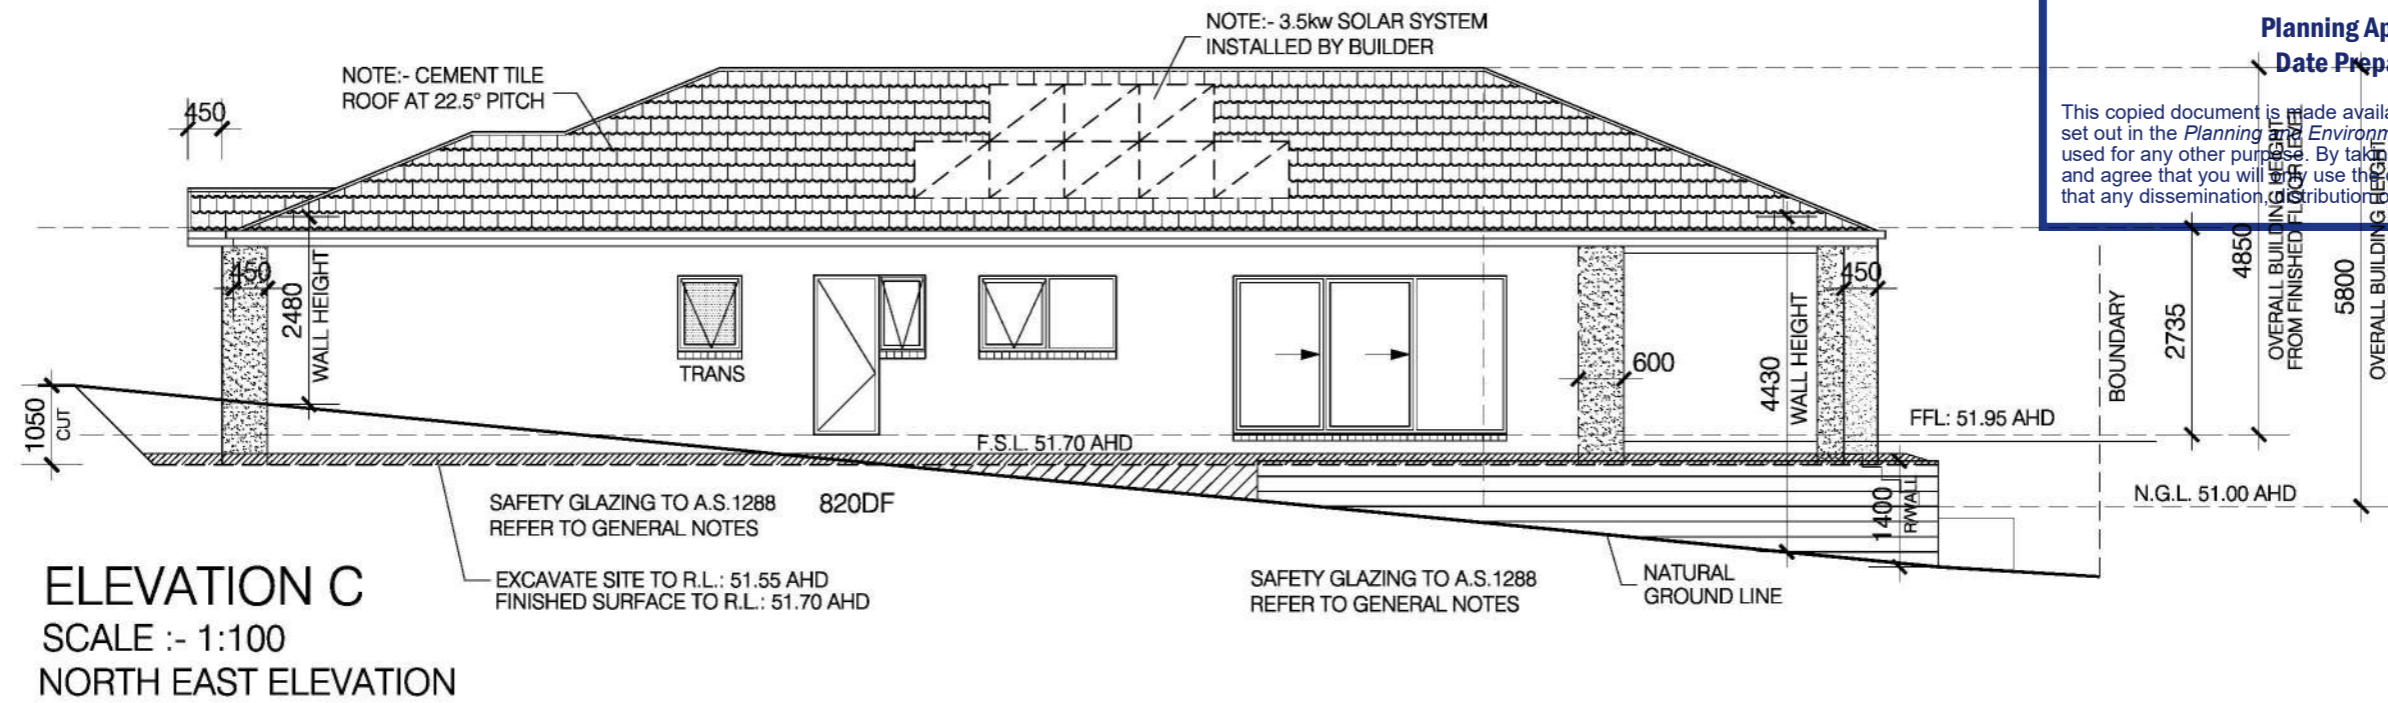 NOTE:- 3.5kw SOLAR SYSTEM
INSTALLED BY BUILDER
NOTE:- CEMENT TILE
ROOF AT 22.5° PITCH
450
450
2480
WALL HEIGHT
1050
CUT
TRANS
F.S.L. 51.70 AHD
600
4430
WALL HEIGHT
450
1400
R/WALL
FFL: 51.95 AHD
BOUNDARY
2735
4850
OVERALL BUILDING HEIGHT
FROM FINISHED FLOOR LEVEL
5800
OVERALL BUILDING HEIGHT
N.G.L. 51.00 AHD
SAFETY GLAZING TO A.S.1288
REFER TO GENERAL NOTES
820DF
EXCAVATE SITE TO R.L.: 51.55 AHD
FINISHED SURFACE TO R.L.: 51.70 AHD
SAFETY GLAZING TO A.S.1288
REFER TO GENERAL NOTES
NATURAL
GROUND LINE
ELEVATION C
SCALE :- 1:100
NORTH EAST ELEVATION
Planning Ap
Date Prepa
This copied document is made availa
set out in the Planning and Environm
used for any other purpose. By takin
and agree that you will only use the
that any dissemination, distribution